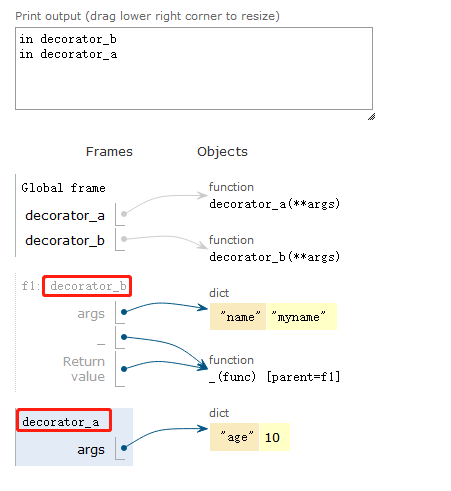 Print output (drag lower right corner to resize)
in decorator_b
in decorator_a
Frames Objects
Global frame
decorator_a
decorator_b
function
decorator_a(**args)
function
decorator_b(**args)
f1: decorator_b
args
_
Return
value
dict
"name" "myname"
function
_(func) [parent=f1]
decorator_a
args
dict
"age" 10